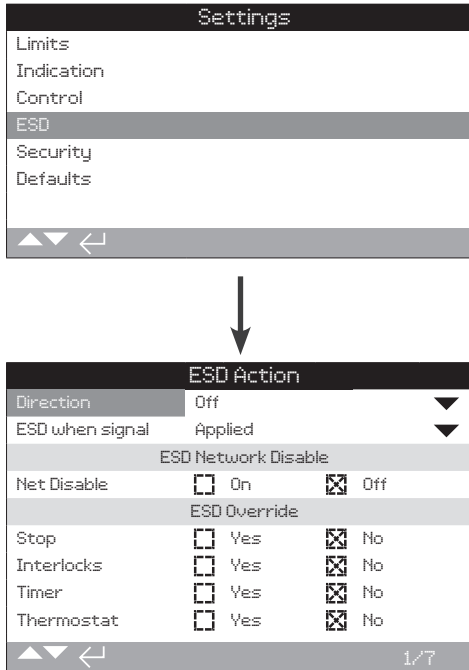 Settings
Limits
Indication
Control
ESD
Security
Defaults
ESD Action
Direction Off
ESD when signal Applied
ESD Network Disable
Net Disable On Off
ESD Override
Stop Yes No
Interlocks Yes No
Timer Yes No
Thermostat Yes No
1/7